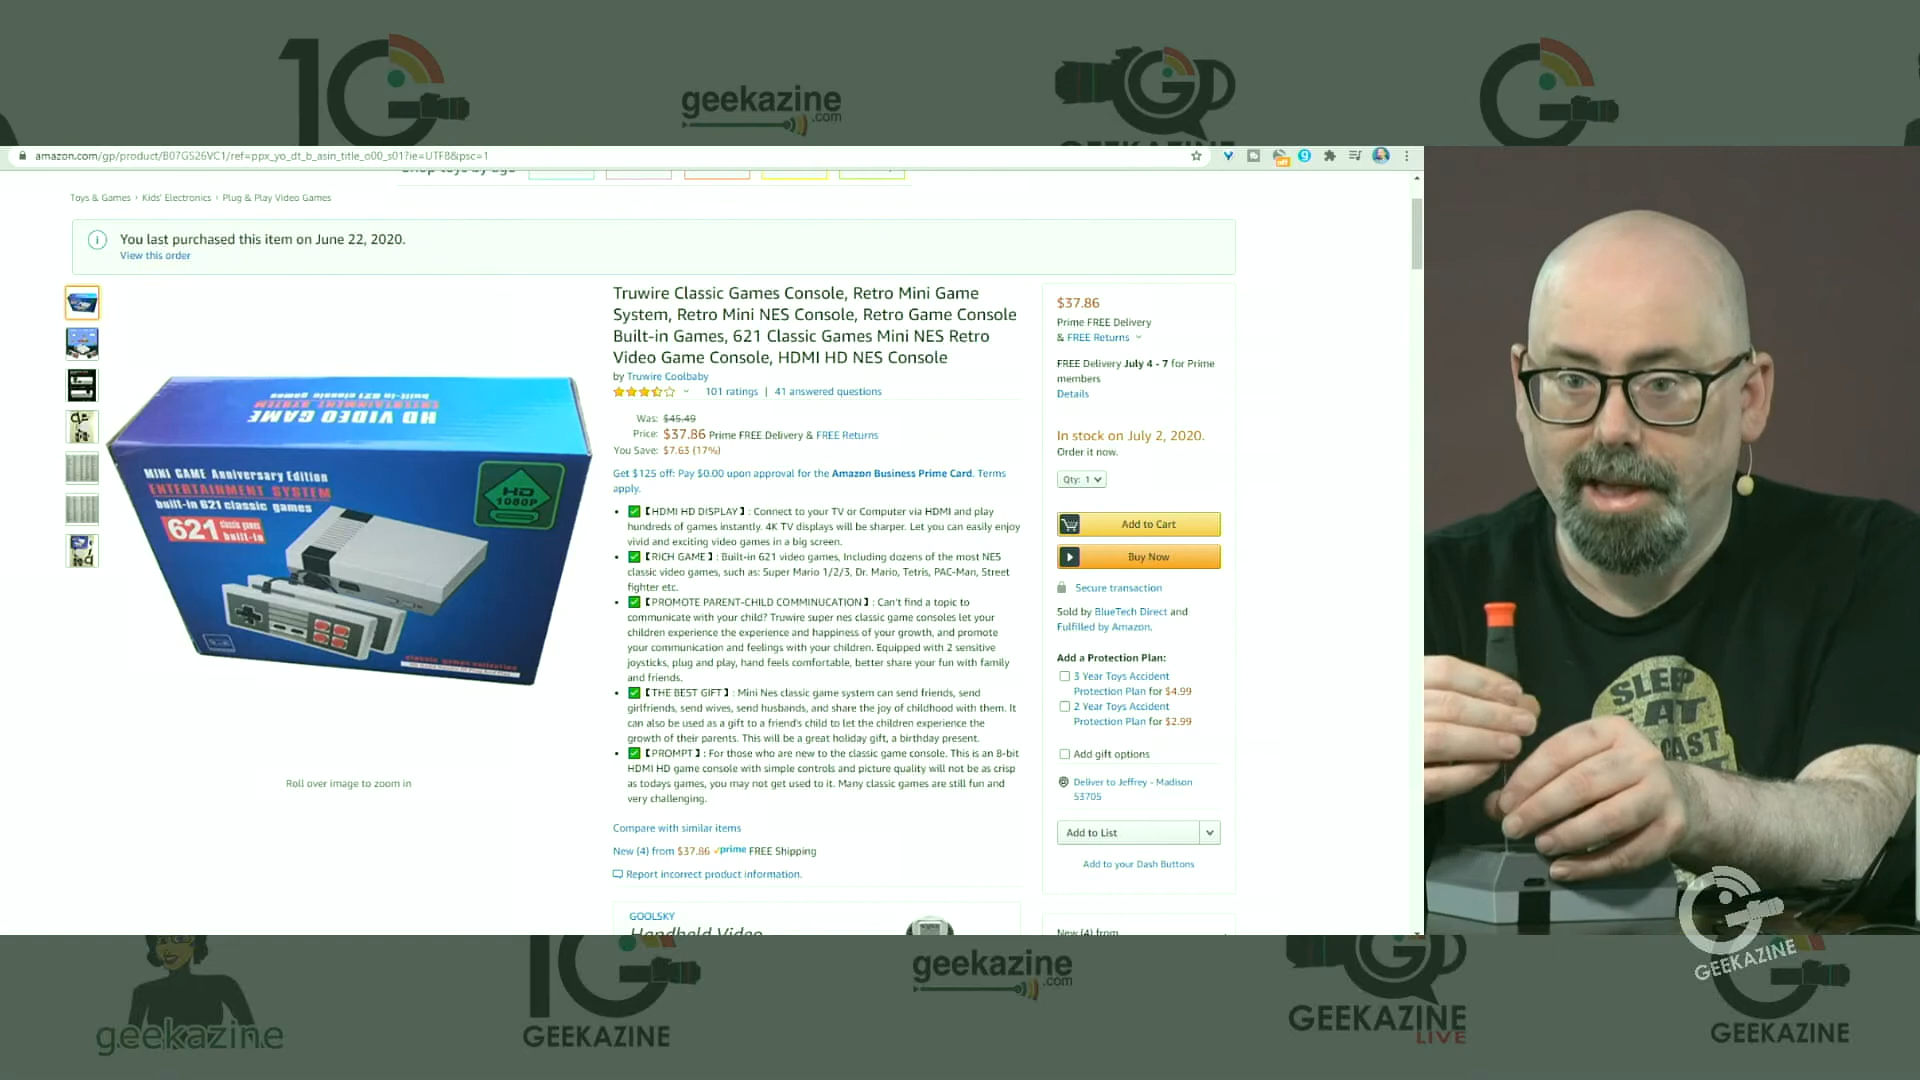 geekazine
.com
amazon.com/gp/product/B07GS26VC1/ref=ppx_yo_dt_b_asin_title_o00_s01?ie=UTF8&psc=1
Toys & Games › Kids' Electronics › Plug & Play Video Games
You last purchased this item on June 22, 2020.
View this order
Truwire Classic Games Console, Retro Mini Game
System, Retro Mini NES Console, Retro Game Console
Built-in Games, 621 Classic Games Mini NES Retro
Video Game Console, HDMI HD NES Console
by Truwire Coolbaby
101 ratings | 41 answered questions
Was: $45.49
Price: $37.86 Prime FREE Delivery & FREE Returns
You Save: $7.63 (17%)
Get $125 off: Pay $0.00 upon approval for the Amazon Business Prime Card. Terms
apply.
✅【HDMI HD DISPLAY】: Connect to your TV or Computer via HDMI and play
hundreds of games instantly. 4K TV displays will be sharper. Let you can easily enjoy
vivid and exciting video games in a big screen.
✅【RICH GAME】: Built-in 621 video games, Including dozens of the most NES
classic video games, such as: Super Mario 1/2/3, Dr. Mario, Tetris, PAC-Man, Street
fighter etc.
✅【PROMOTE PARENT-CHILD COMMINUCATION】: Can't find a topic to
communicate with your child? Truwire super nes classic game consoles let your
children experience the experience and happiness of your growth, and promote
your communication and feelings with your children. Equipped with 2 sensitive
joysticks, plug and play, hand feels comfortable, better share your fun with family
and friends.
✅【THE BEST GIFT】: Mini Nes classic game system can send friends, send
girlfriends, send wives, send husbands, and share the joy of childhood with them. It
can also be used as a gift to a friend's child to let the children experience the
growth of their parents. This will be a great holiday gift, a birthday present.
✅【PROMPT】: For those who are new to the classic game console. This is an 8-bit
HDMI HD game console with simple controls and picture quality will not be as crisp
as todays games, you may not get used to it. Many classic games are still fun and
very challenging.
Compare with similar items
New (4) from $37.86 ✓prime FREE Shipping
Report incorrect product information.
GOOLSKY
Handheld Video
HD VIDEO GAME
ENTERTAINMENT SYSTEM
built-in 621 classic games
MINI GAME Anniversary Edition
ENTERTAINMENT SYSTEM
built-in 621 classic games
621 classic games
built-in
HD
1080P
Roll over image to zoom in
$37.86
Prime FREE Delivery
& FREE Returns
FREE Delivery July 4 - 7 for Prime
members
Details
In stock on July 2, 2020.
Order it now.
Qty: 1
Add to Cart
Buy Now
Secure transaction
Sold by BlueTech Direct and
Fulfilled by Amazon.
Add a Protection Plan:
3 Year Toys Accident
Protection Plan for $4.99
2 Year Toys Accident
Protection Plan for $2.99
Add gift options
Deliver to Jeffrey - Madison
53705
Add to List
Add to your Dash Buttons
New (4) from
SLEEP
AT
CAST
GEEKAZINE
geekazine
GEEKAZINE
geekazine
.com
GEEKAZINE
LIVE
GEEKAZINE